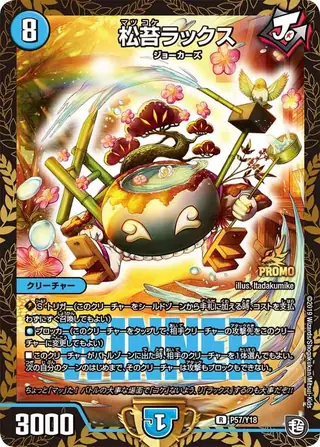 8
マツ コケ
松苔ラックス
ジョーカーズ
J
PROMO
illus. Itadakumike
クリーチャー
WINNER
S・トリガー(このクリーチャーをシールドゾーンから手札に加える時、コストを支払
わずにすぐ召喚してもよい)
ブロッカー(このクリーチャーをタップして、相手クリーチャーの攻撃先をこのクリー
チャーに変更してもよい)
このクリーチャーがバトルゾーンに出た時、相手のクリーチャーを1体選んでもよい。
次の自分のターンのはじめまで、そのクリーチャーは攻撃もブロックもできない。
3000
1
R
P57/Y18